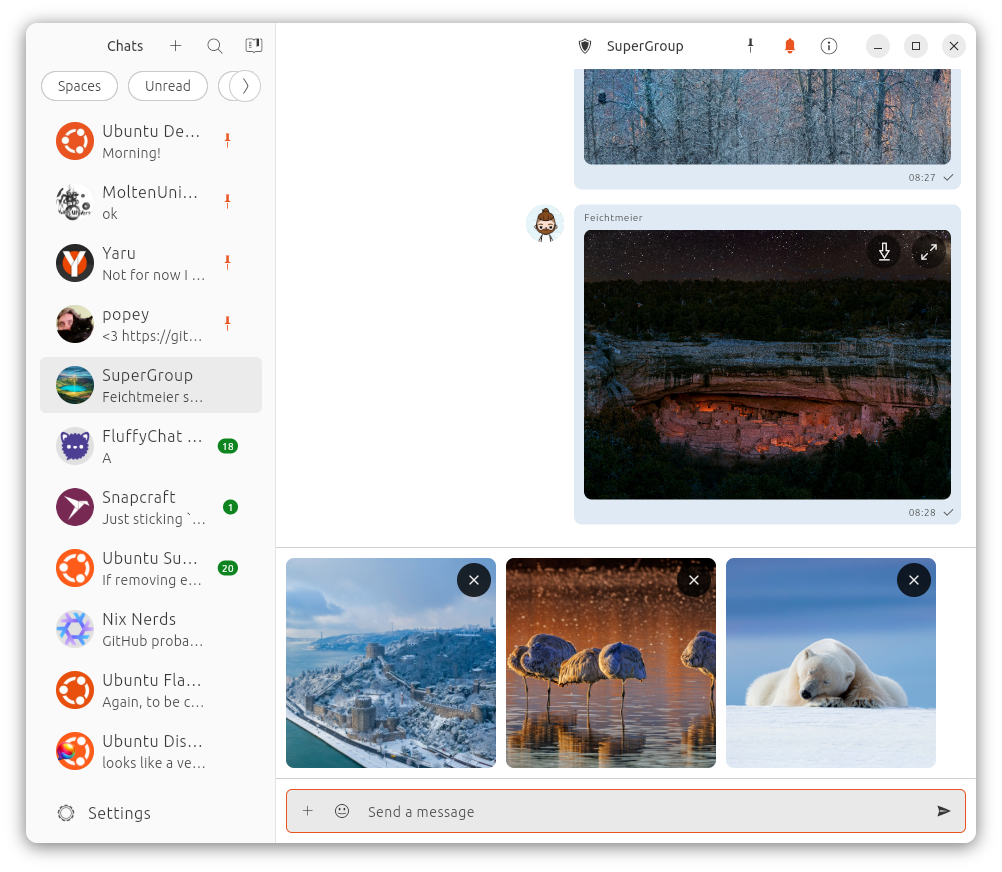 Chats
SuperGroup
Spaces
Unread
Ubuntu De...
Morning!
MoltenUni...
ok
Yaru
Not for now I ...
popey
<3 https://git...
SuperGroup
Feichtmeier s...
FluffyChat ...
A
18
Snapcraft
Just sticking `...
1
Ubuntu Su...
If removing e...
20
Nix Nerds
GitHub proba...
Ubuntu Fla...
Again, to be c...
Ubuntu Dis...
looks like a ve...
Settings
08:27
Feichtmeier
08:28
Send a message